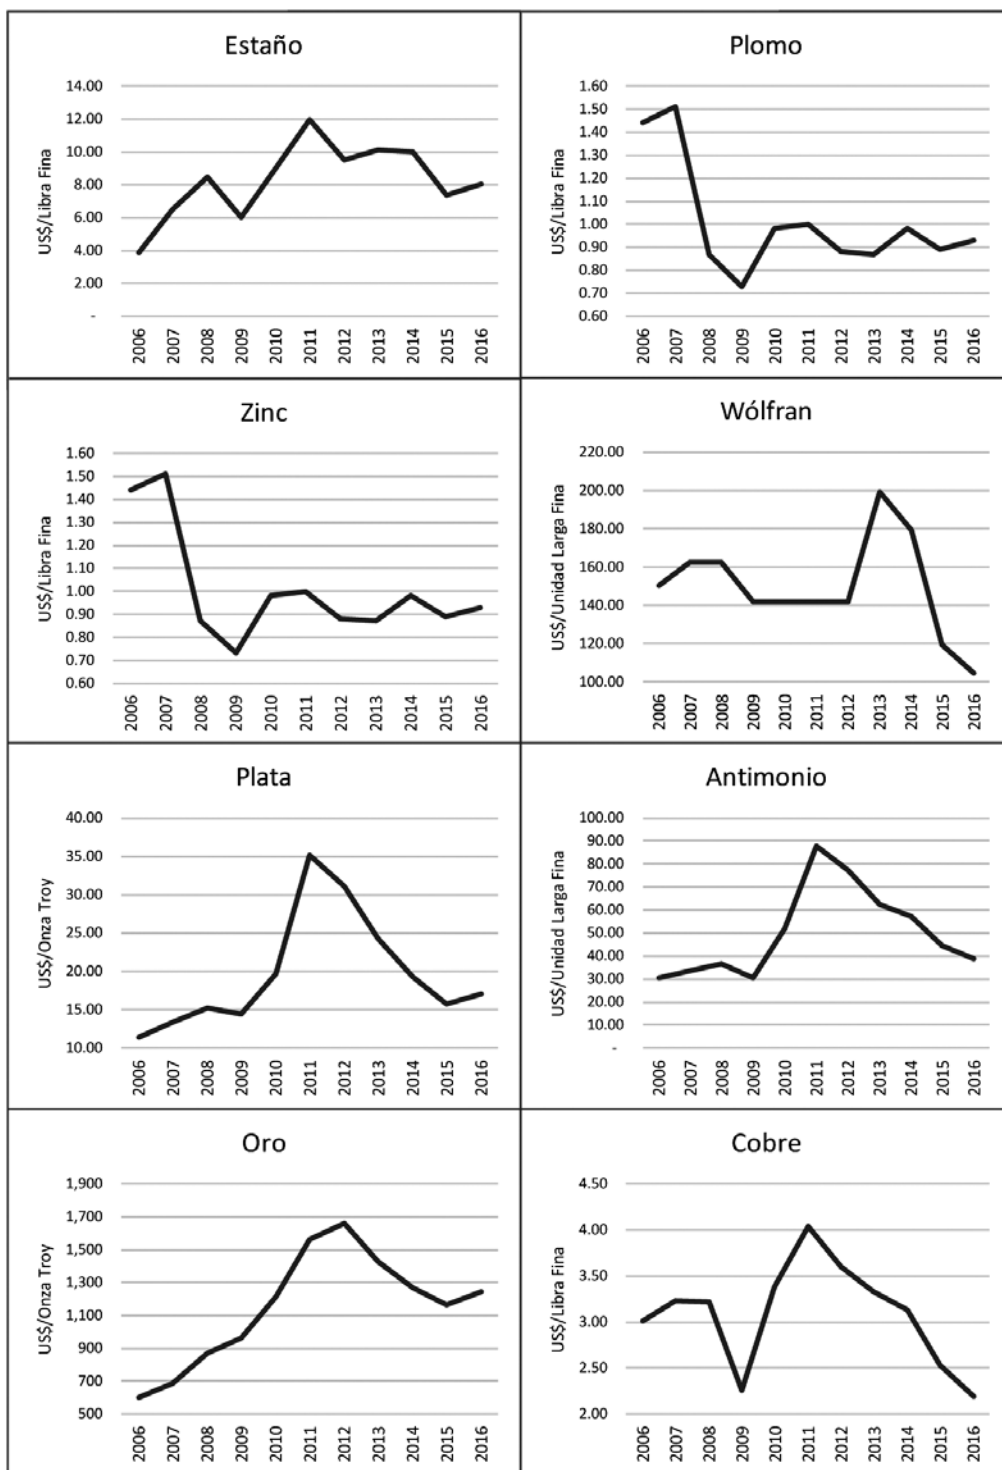 Estaño
US$/Libra Fina
14.00
12.00
10.00
8.00
6.00
4.00
2.00
-
2006 2007 2008 2009 2010 2011 2012 2013 2014 2015 2016
Plomo
US$/Libra Fina
1.60
1.50
1.40
1.30
1.20
1.10
1.00
0.90
0.80
0.70
0.60
2006 2007 2008 2009 2010 2011 2012 2013 2014 2015 2016
Zinc
US$/Libra Fina
1.60
1.50
1.40
1.30
1.20
1.10
1.00
0.90
0.80
0.70
0.60
2006 2007 2008 2009 2010 2011 2012 2013 2014 2015 2016
Wólfran
US$/Unidad Larga Fina
220.00
200.00
180.00
160.00
140.00
120.00
100.00
2006 2007 2008 2009 2010 2011 2012 2013 2014 2015 2016
Plata
US$/Onza Troy
40.00
35.00
30.00
25.00
20.00
15.00
10.00
2006 2007 2008 2009 2010 2011 2012 2013 2014 2015 2016
Antimonio
US$/Unidad Larga Fina
100.00
90.00
80.00
70.00
60.00
50.00
40.00
30.00
20.00
10.00
-
2006 2007 2008 2009 2010 2011 2012 2013 2014 2015 2016
Oro
US$/Onza Troy
1,900
1,700
1,500
1,300
1,100
900
700
500
2006 2007 2008 2009 2010 2011 2012 2013 2014 2015 2016
Cobre
US$/Libra Fina
4.50
4.00
3.50
3.00
2.50
2.00
2006 2007 2008 2009 2010 2011 2012 2013 2014 2015 2016